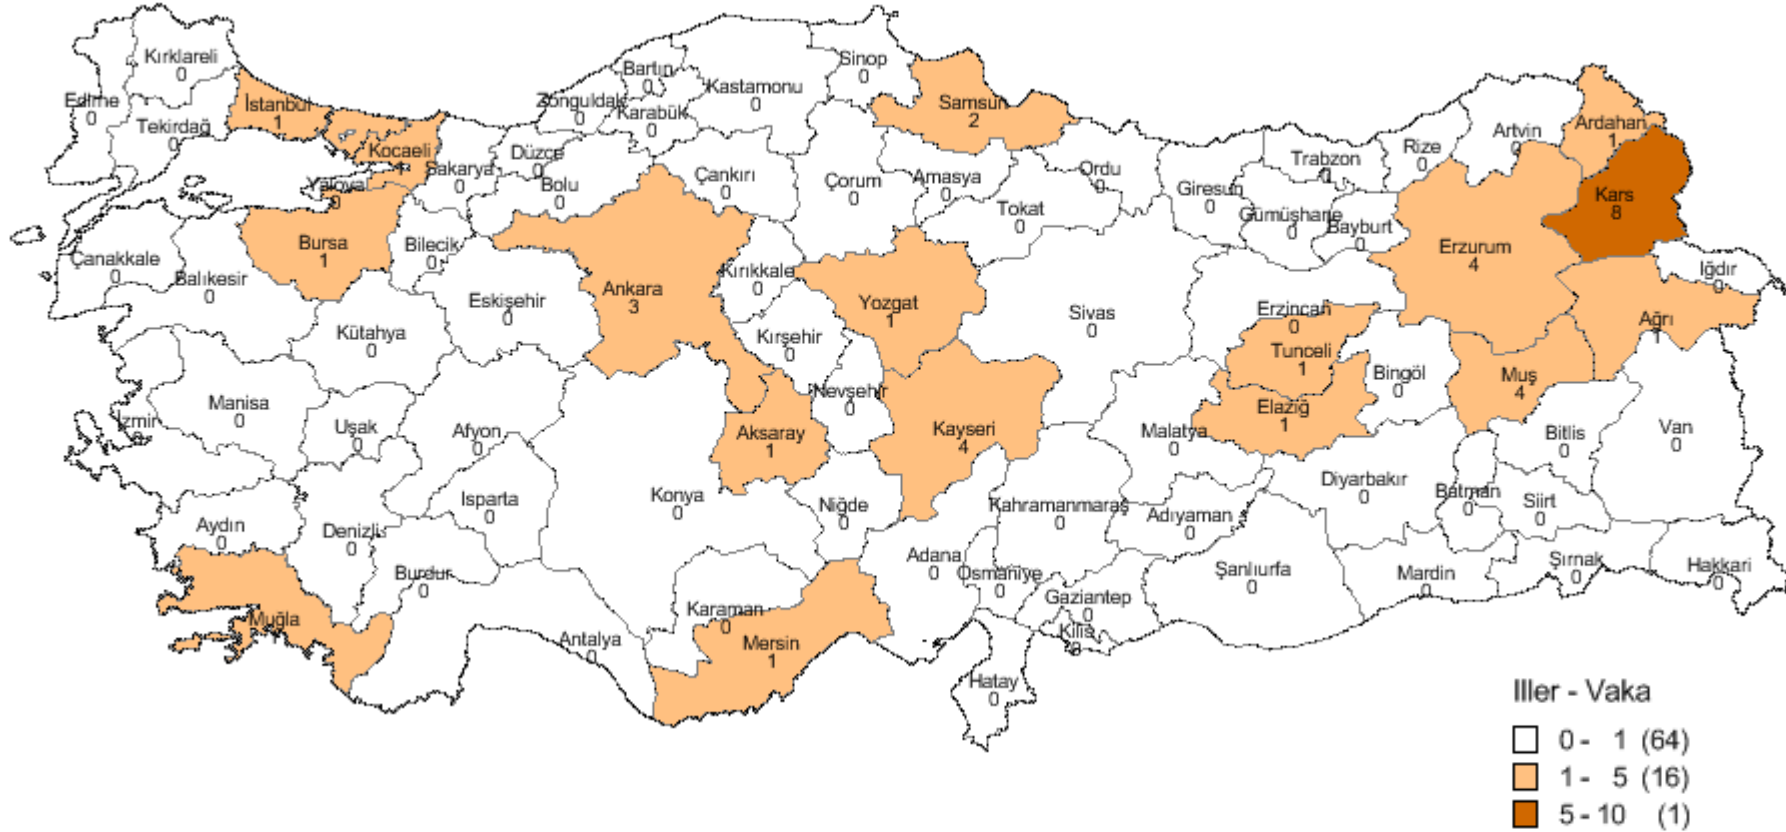 Kırklareli
0
Edirne
0
Tekirdağ
0
İstanbul
1
Kocaeli
Yalova
0
Sakarya
0
Düzce
0
Zonguldak
0
Bartın
0
Karabük
0
Kastamonu
0
Sinop
0
Samsun
2
Bolu
0
Çankırı
0
Çorum
0
Amasya
0
Ordu
0
Tokat
0
Giresun
0
Trabzon
0
Gümüşhane
0
Bayburt
0
Rize
0
Artvin
0
Ardahan
1
Kars
8
Iğdır
0
Erzurum
4
Ağrı
1
Çanakkale
0
Balıkesir
0
Bursa
1
Bilecik
0
Eskişehir
0
Kütahya
0
Ankara
3
Kırıkkale
0
Kırşehir
0
Yozgat
1
Sivas
0
Erzincan
0
Tunceli
1
Elazığ
1
Bingöl
0
Muş
4
Bitlis
0
Van
0
İzmir
Manisa
0
Uşak
0
Afyon
0
Aksaray
1
Nevşehir
0
Kayseri
4
Malatya
0
Diyarbakır
0
Batman
0
Siirt
0
Aydın
0
Denizli
0
Isparta
0
Konya
0
Niğde
0
Kahramanmaraş
0
Adıyaman
0
Şanlıurfa
0
Mardin
0
Şırnak
0
Hakkari
0
Muğla
Burdur
0
Antalya
0
Karaman
0
Mersin
1
Adana
0
Osmaniye
0
Gaziantep
0
Kilis
0
Hatay
0
Iller - Vaka
0 - 1 (64)
1 - 5 (16)
5 - 10 (1)